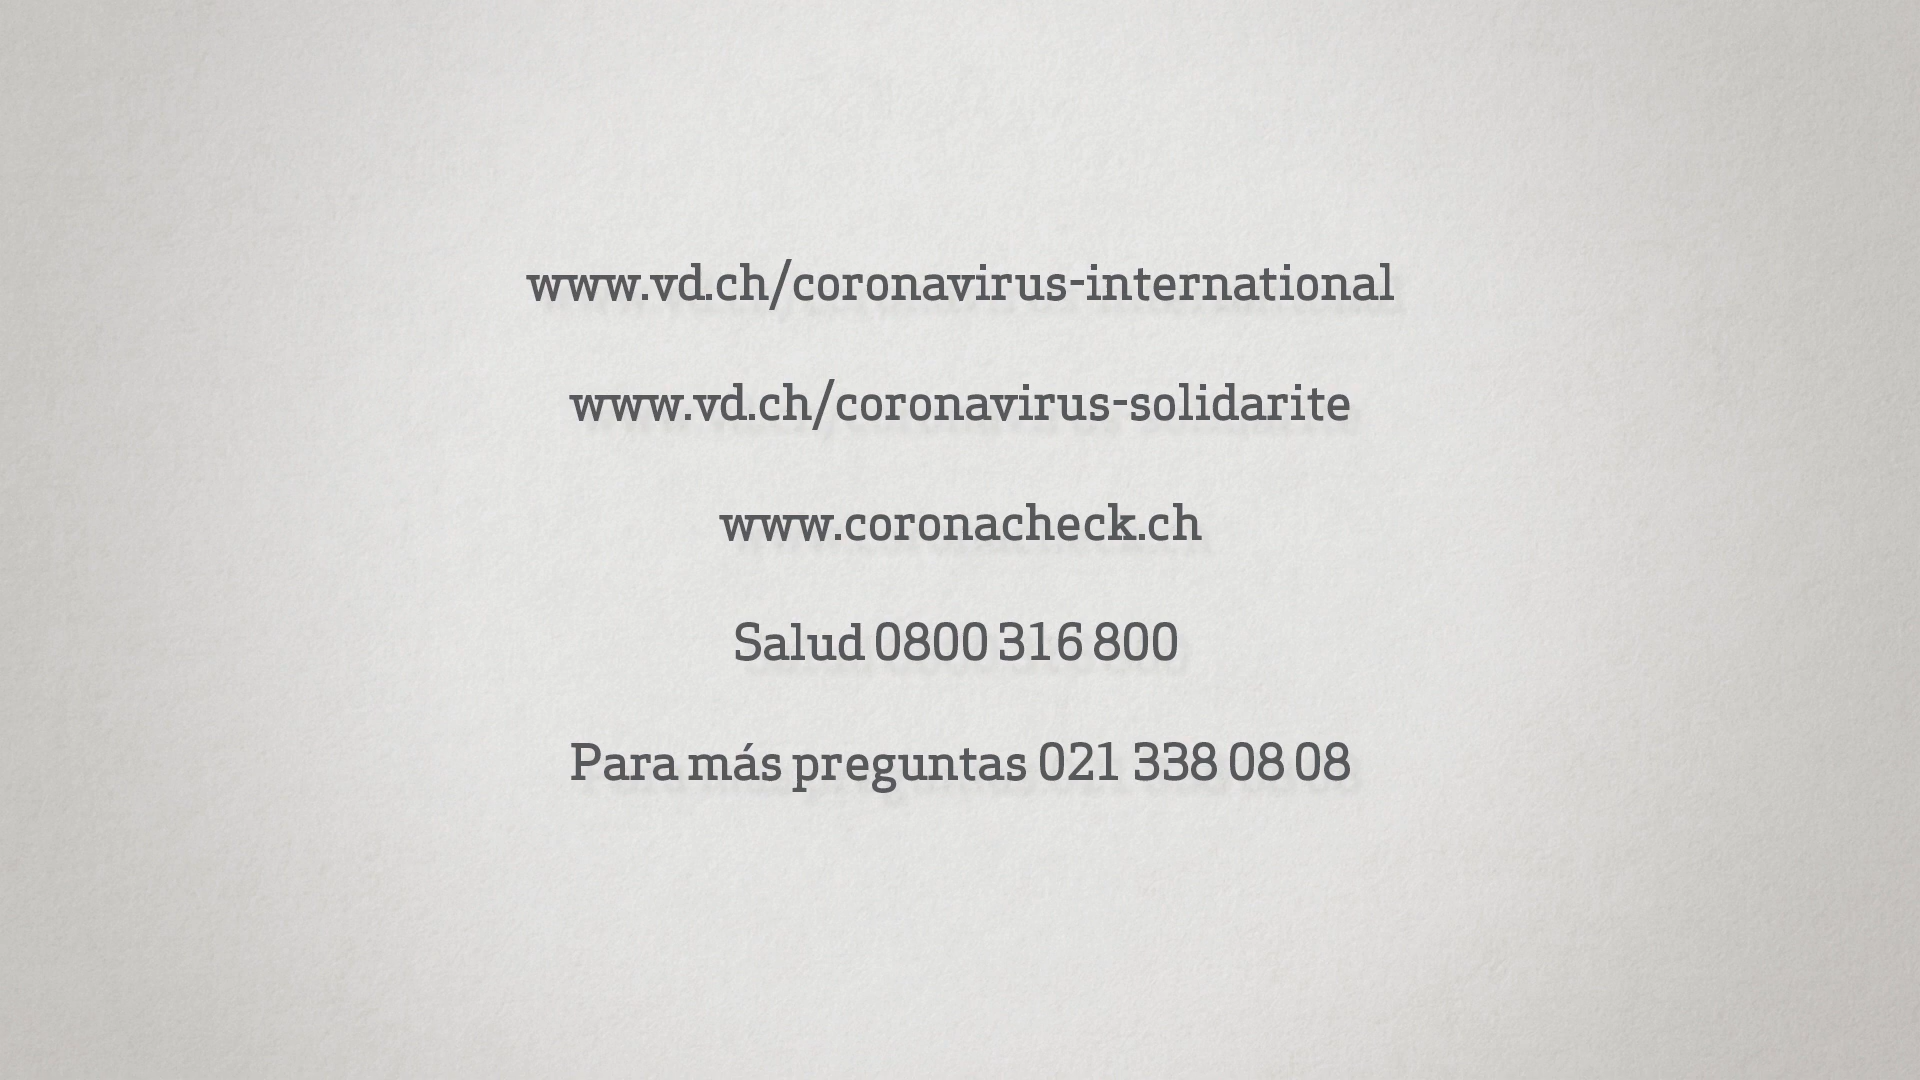 www.vd.ch/coronavirus-international
www.vd.ch/coronavirus-solidarite
www.coronacheck.ch
Salud 0800 316 800
Para más preguntas 021 338 08 08